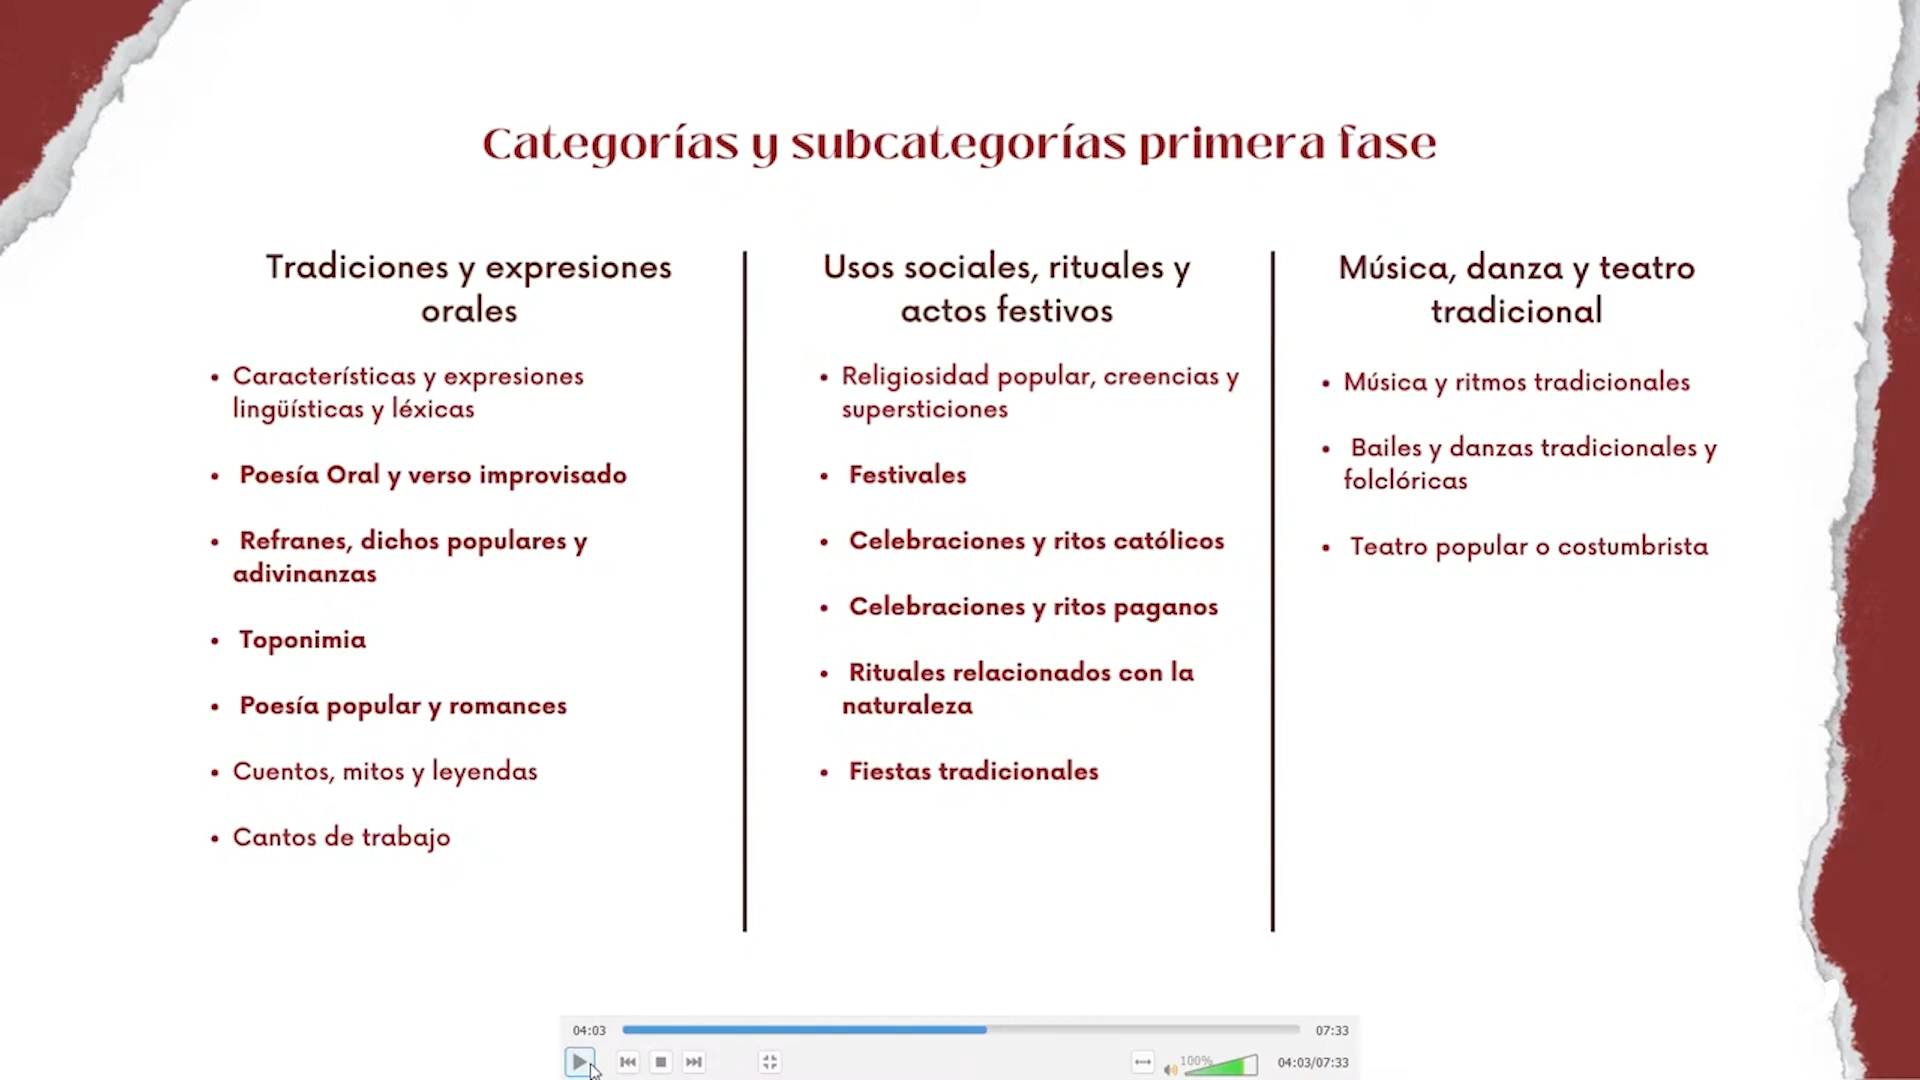 Categorías y subcategorías primera fase
Tradiciones y expresiones
orales
• Características y expresiones
lingüísticas y léxicas
• Poesía Oral y verso improvisado
• Refranes, dichos populares y
adivinanzas
• Toponimia
• Poesía popular y romances
• Cuentos, mitos y leyendas
• Cantos de trabajo
Usos sociales, rituales y
actos festivos
• Religiosidad popular, creencias y
supersticiones
• Festivales
• Celebraciones y ritos católicos
• Celebraciones y ritos paganos
• Rituales relacionados con la
naturaleza
• Fiestas tradicionales
Música, danza y teatro
tradicional
• Música y ritmos tradicionales
• Bailes y danzas tradicionales y
folclóricas
• Teatro popular o costumbrista
04:03
07:33
100%
04:03/07:33